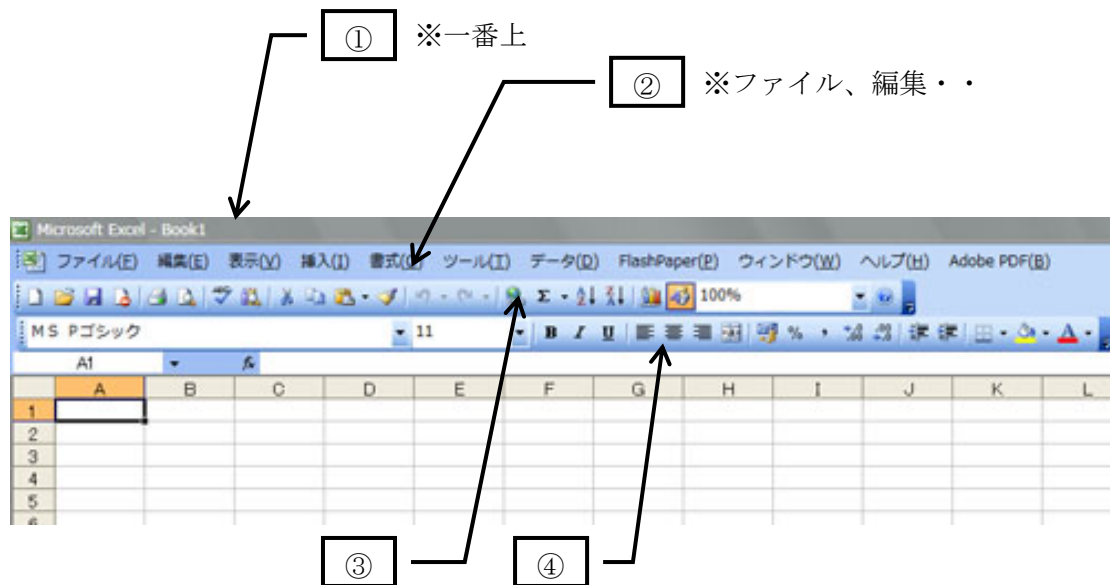 ① ※一番上
② ※ファイル、編集・・
Microsoft Excel - Book1
ファイル(F) 編集(E) 表示(V) 挿入(I) 書式( ツール(T) データ(D) FlashPaper(P) ウィンドウ(W) ヘルプ(H) Adobe PDF(B)
100%
MS Pゴシック 11 B I U % ,
A1 fx
A B C D E F G H I J K L
1
2
3
4
5
6
③ ④